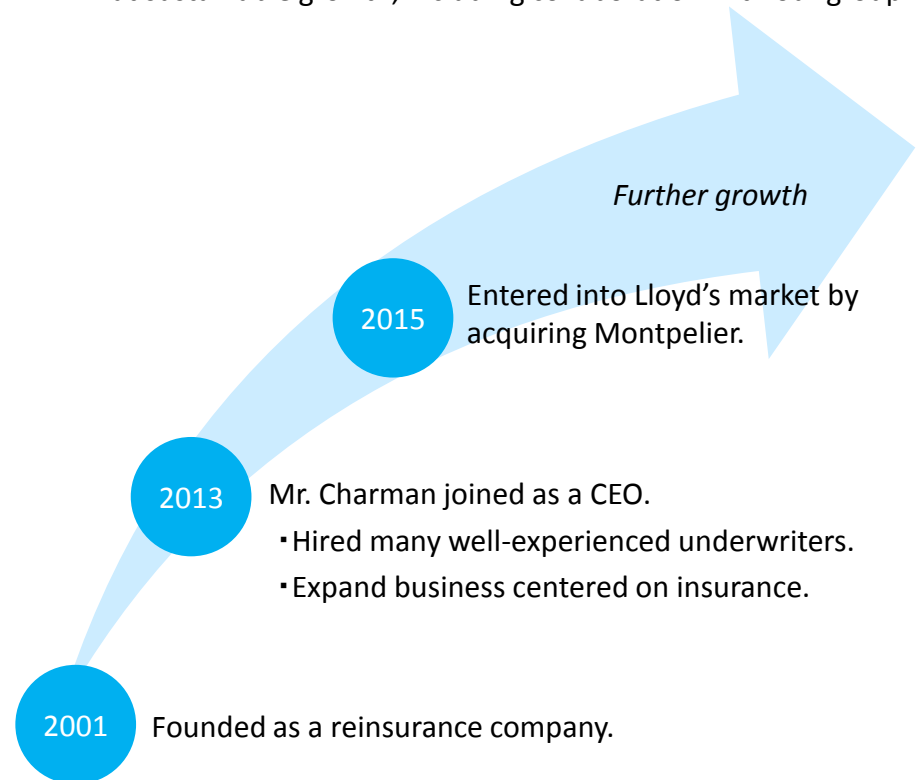 Further growth
2015
Entered into Lloyd's market by
acquiring Montpelier.
2013
Mr. Charman joined as a CEO.
・Hired many well-experienced underwriters.
・Expand business centered on insurance.
2001
Founded as a reinsurance company.